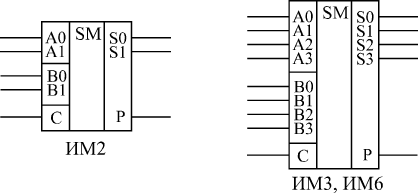 A0 SM S0
A1 S1
B0
B1
C P
ИМ2
A0 SM S0
A1 S1
A2 S2
A3 S3
B0
B1
B2
B3
C P
ИМ3, ИМ6